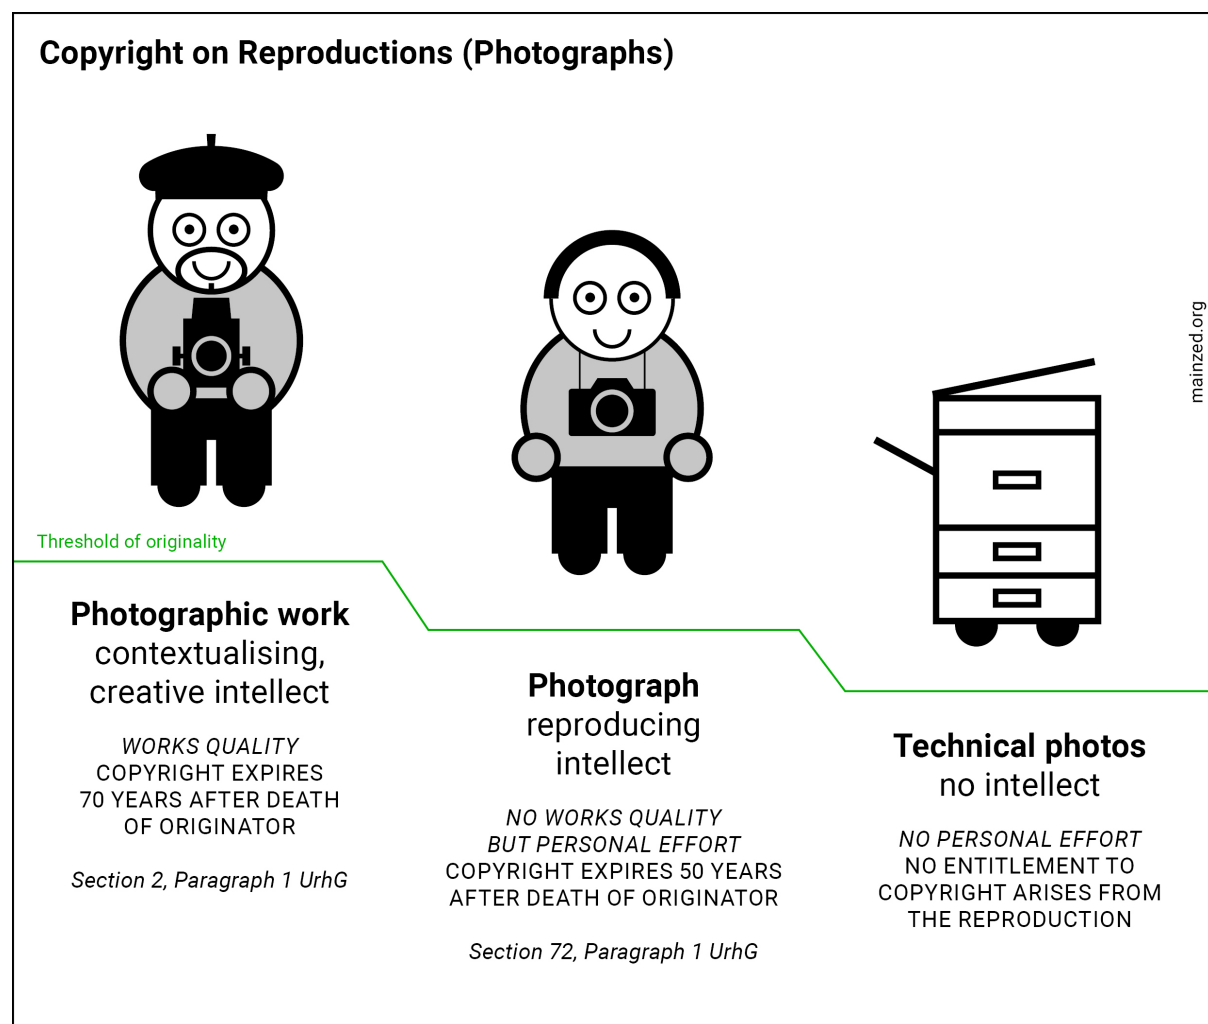 Copyright on Reproductions (Photographs)
mainzed.org
Threshold of originality
Photographic work
contextualising,
creative intellect
WORKS QUALITY
COPYRIGHT EXPIRES
70 YEARS AFTER DEATH
OF ORIGINATOR
Section 2, Paragraph 1 UrhG
Photograph
reproducing
intellect
NO WORKS QUALITY
BUT PERSONAL EFFORT
COPYRIGHT EXPIRES 50 YEARS
AFTER DEATH OF ORIGINATOR
Section 72, Paragraph 1 UrhG
Technical photos
no intellect
NO PERSONAL EFFORT
NO ENTITLEMENT TO
COPYRIGHT ARISES FROM
THE REPRODUCTION